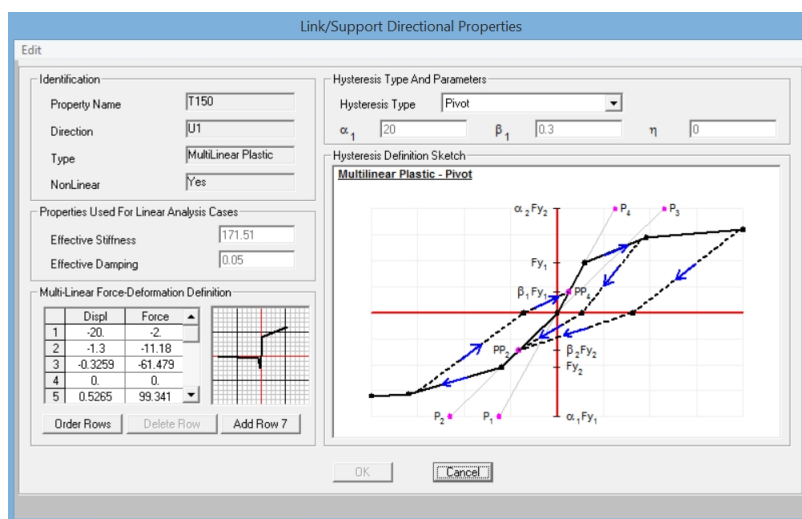 Link/Support Directional Properties
Edit
Identification
Property Name T150
Direction U1
Type MultiLinear Plastic
NonLinear Yes
Properties Used For Linear Analysis Cases
Effective Stiffness 171.51
Effective Damping 0.05
Multi-Linear Force-Deformation Definition
Displ Force
1 -20. -2.
2 -1.3 -11.18
3 -0.3259 -61.479
4 0. 0.
5 0.5265 99.341
Order Rows Delete Row Add Row 7
Hysteresis Type And Parameters
Hysteresis Type Pivot
α1 20 β1 0.3 η 0
Hysteresis Definition Sketch
Multilinear Plastic - Pivot
α2Fy2 P4 P3
Fy1
β1Fy1 PP4
PP2 β2Fy2
Fy2
P2 P1 α1Fy1
OK Cancel